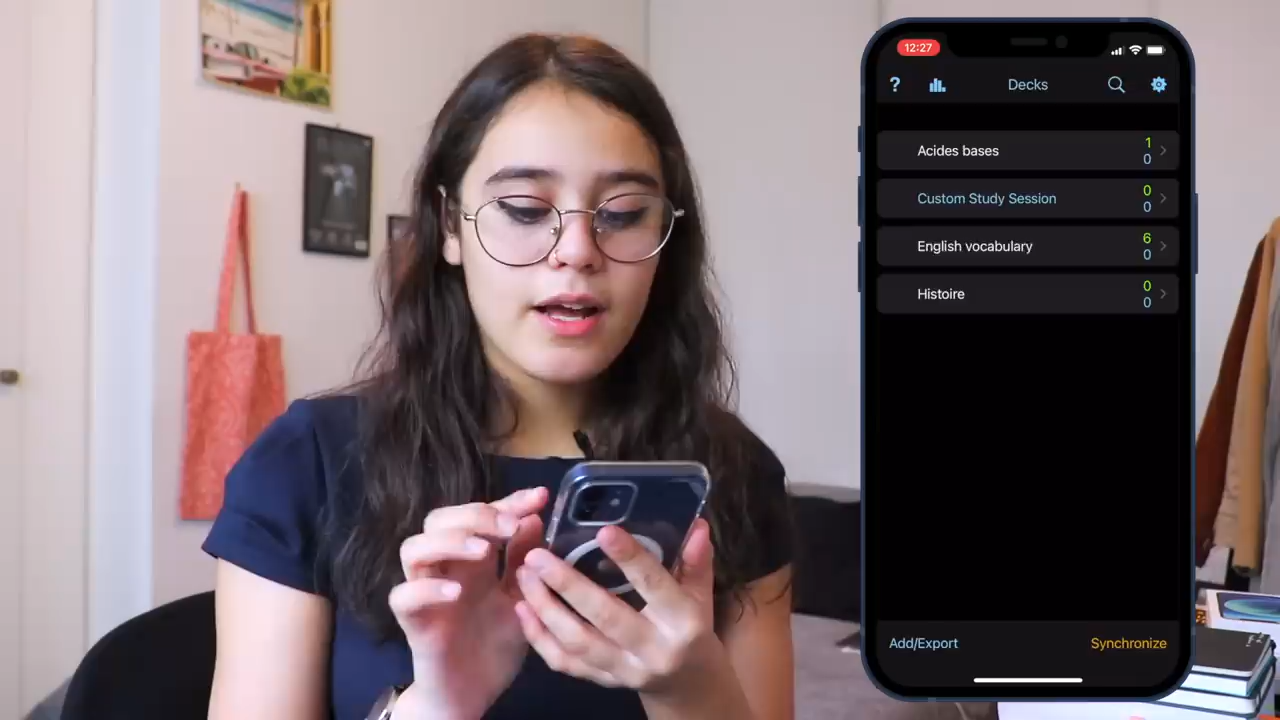 12:27
? Decks
Acides bases 1 0
Custom Study Session 0 0
English vocabulary 6 0
Histoire 0 0
Add/Export Synchronize